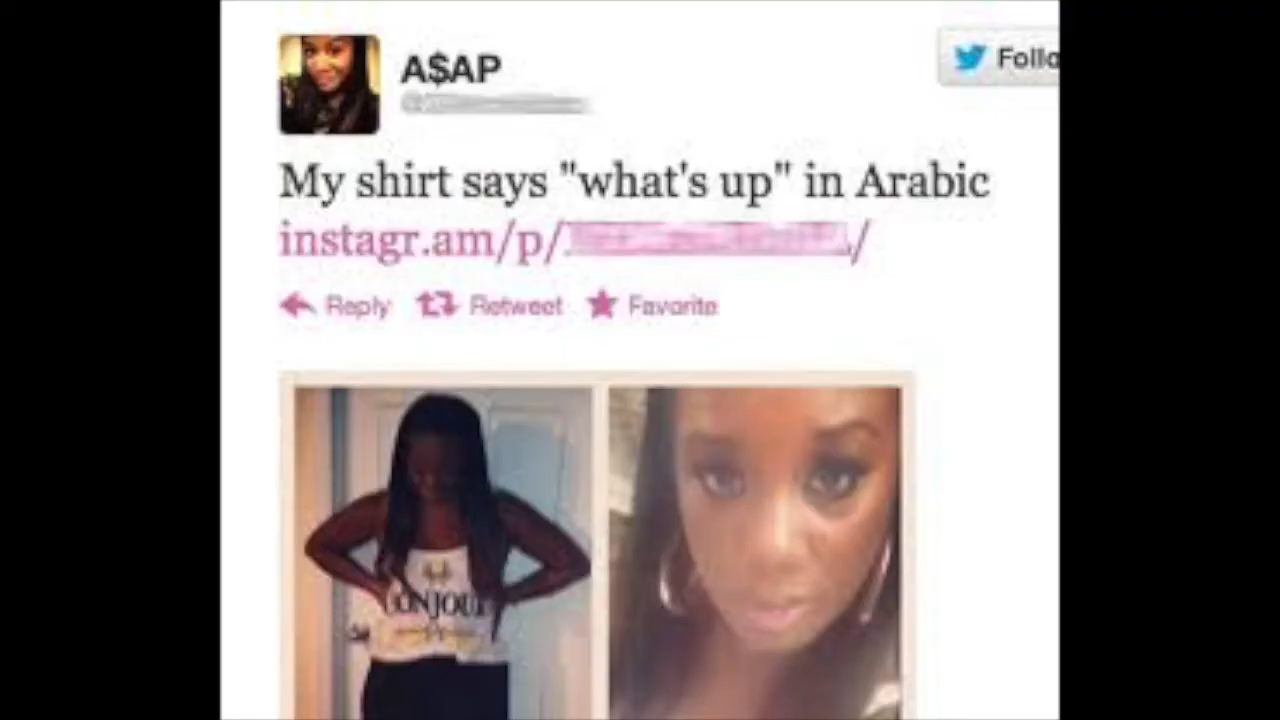 A$AP
Follo
@
My shirt says "what's up" in Arabic
instagr.am/p/ /
Reply Retweet Favorite
BONJOUR